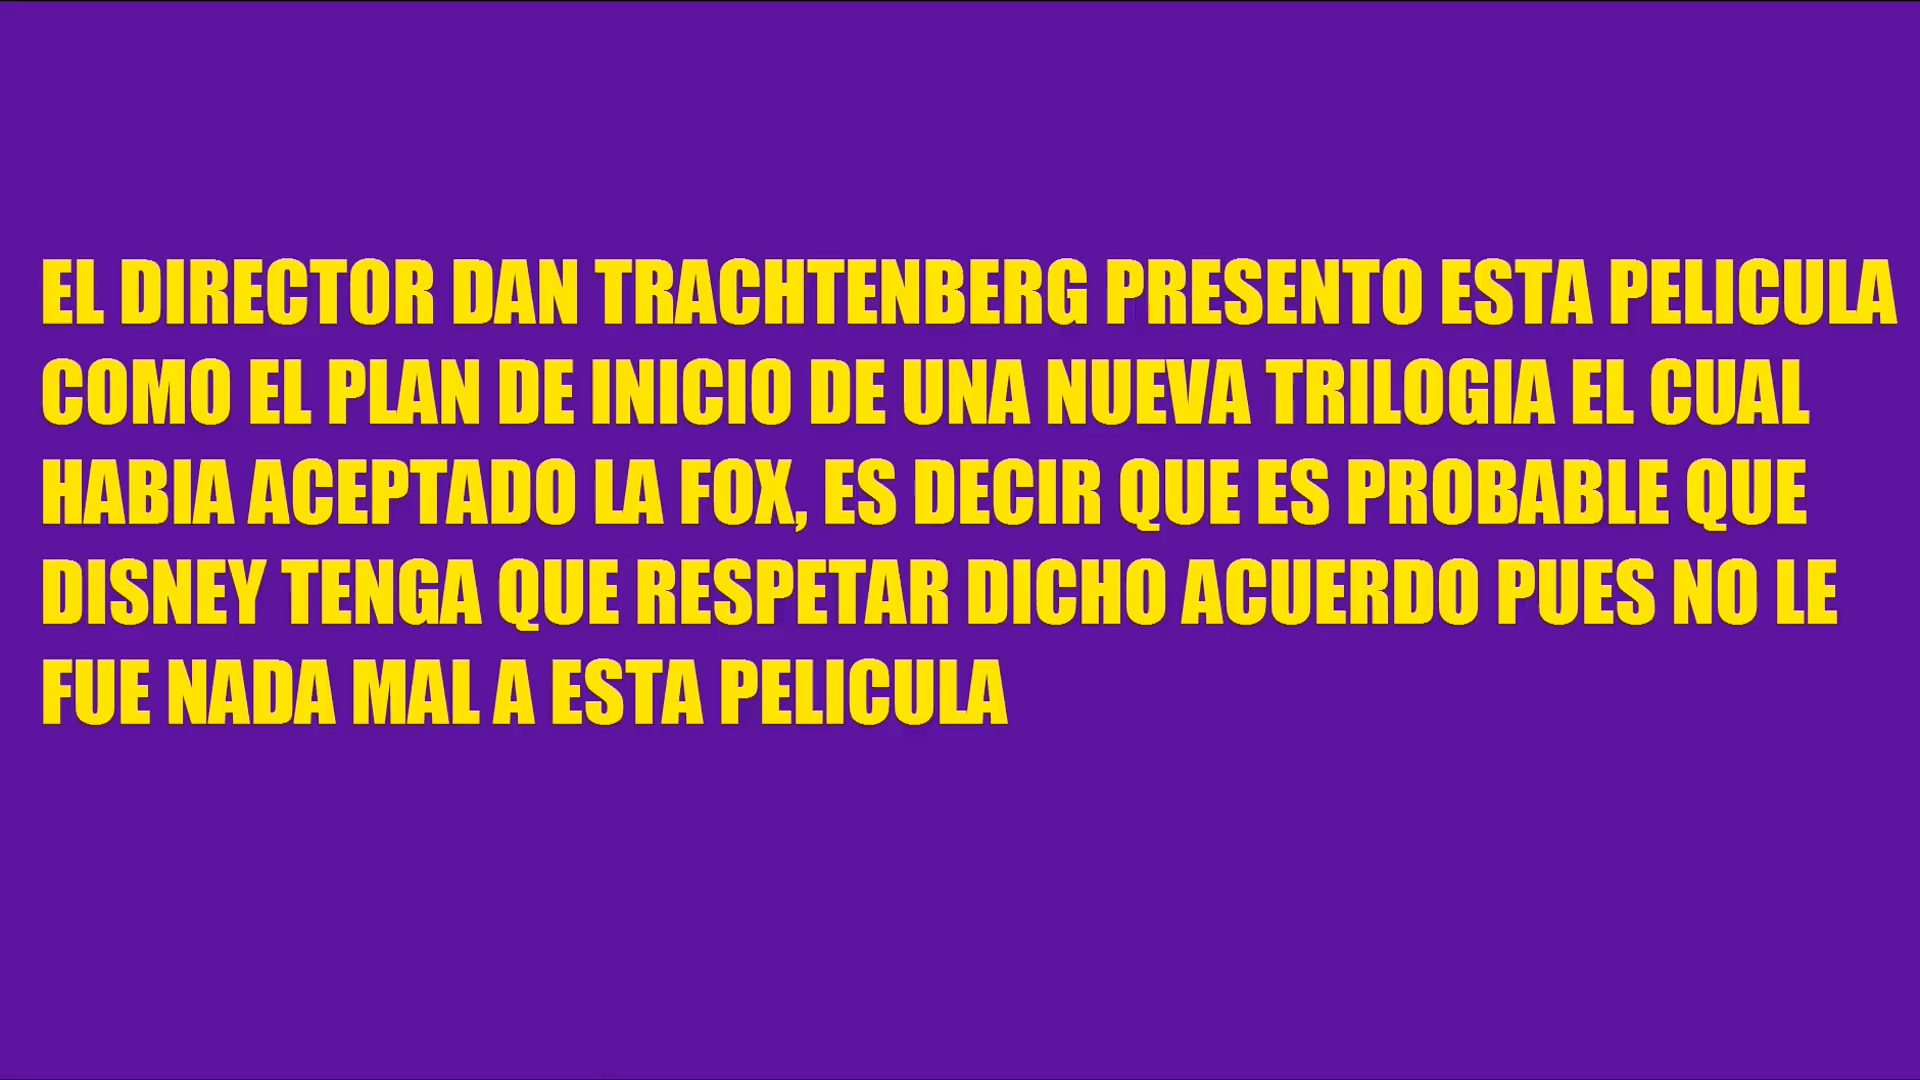 EL DIRECTOR DAN TRACHTENBERG PRESENTO ESTA PELICULA
COMO EL PLAN DE INICIO DE UNA NUEVA TRILOGIA EL CUAL
HABIA ACEPTADO LA FOX, ES DECIR QUE ES PROBABLE QUE
DISNEY TENGA QUE RESPETAR DICHO ACUERDO PUES NO LE
FUE NADA MAL A ESTA PELICULA